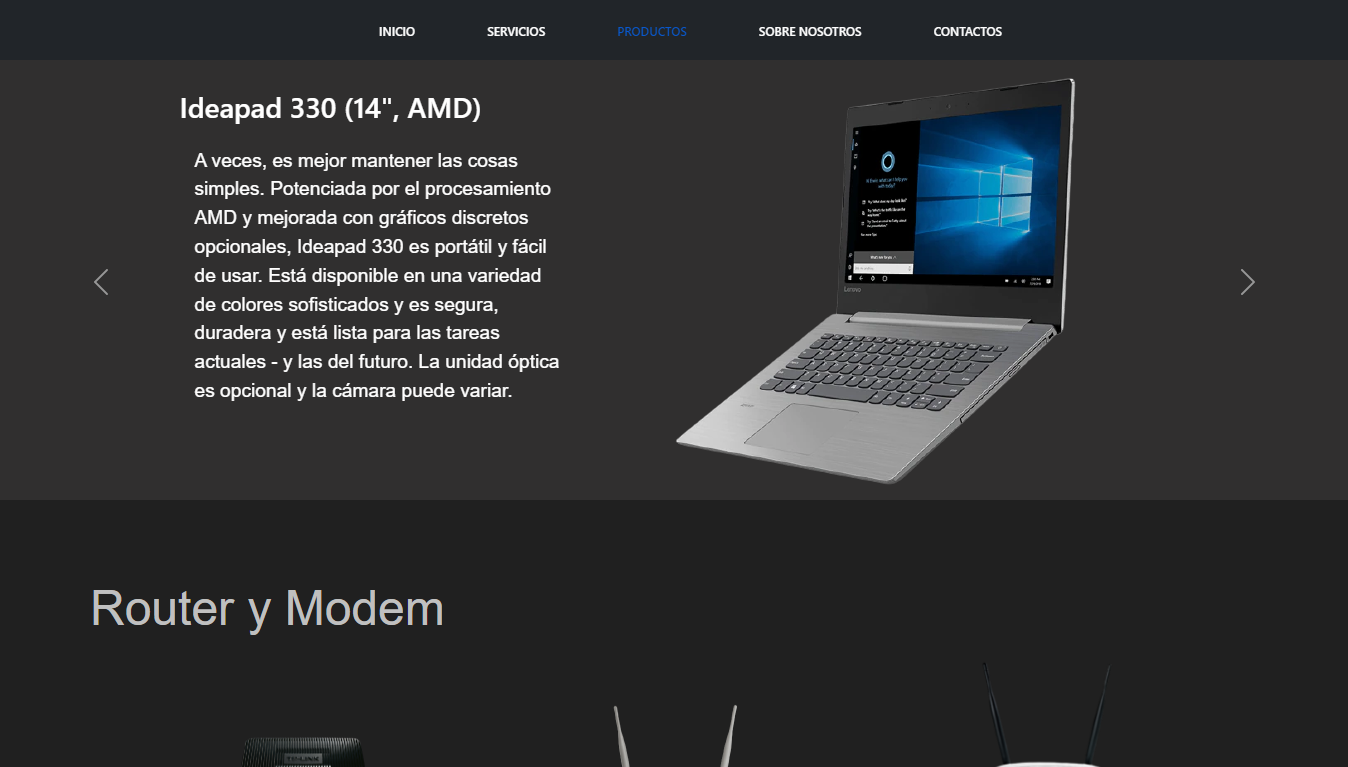 INICIO SERVICIOS PRODUCTOS SOBRE NOSOTROS CONTACTOS
Ideapad 330 (14", AMD)
A veces, es mejor mantener las cosas
simples. Potenciada por el procesamiento
AMD y mejorada con gráficos discretos
opcionales, Ideapad 330 es portátil y fácil
de usar. Está disponible en una variedad
de colores sofisticados y es segura,
duradera y está lista para las tareas
actuales - y las del futuro. La unidad óptica
es opcional y la cámara puede variar.
Lenovo
Router y Modem
TP-LINK